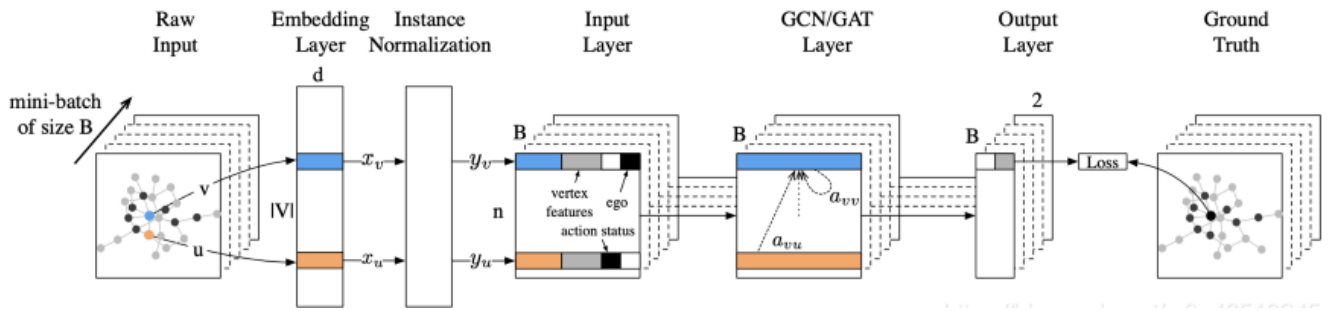 Raw
Input
Embedding
Layer
Instance
Normalization
Input
Layer
GCN/GAT
Layer
Output
Layer
Ground
Truth
mini-batch
of size B
d
|V|
v
u
x_v
x_u
y_v
y_u
n
B
vertex
features
ego
action status
B
a_vv
a_vu
2
B
Loss